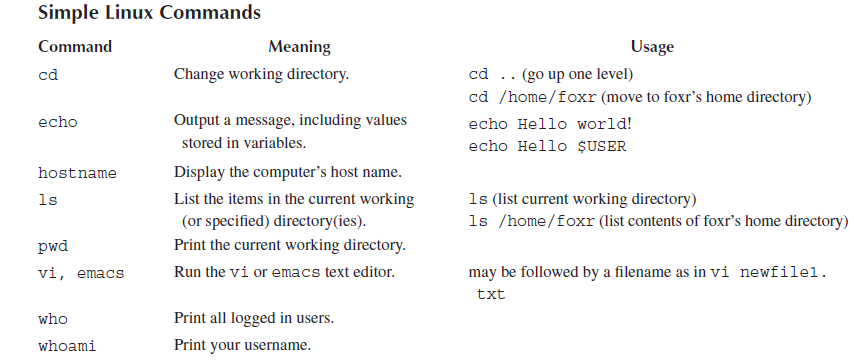 Simple Linux Commands
Command Meaning Usage
cd Change working directory. cd .. (go up one level)
cd /home/foxr (move to foxr’s home directory)
echo Output a message, including values echo Hello world!
stored in variables. echo Hello $USER
hostname Display the computer’s host name.
ls List the items in the current working ls (list current working directory)
(or specified) directory(ies). ls /home/foxr (list contents of foxr’s home directory)
pwd Print the current working directory.
vi, emacs Run the vi or emacs text editor. may be followed by a filename as in vi newfile1.
txt
who Print all logged in users.
whoami Print your username.